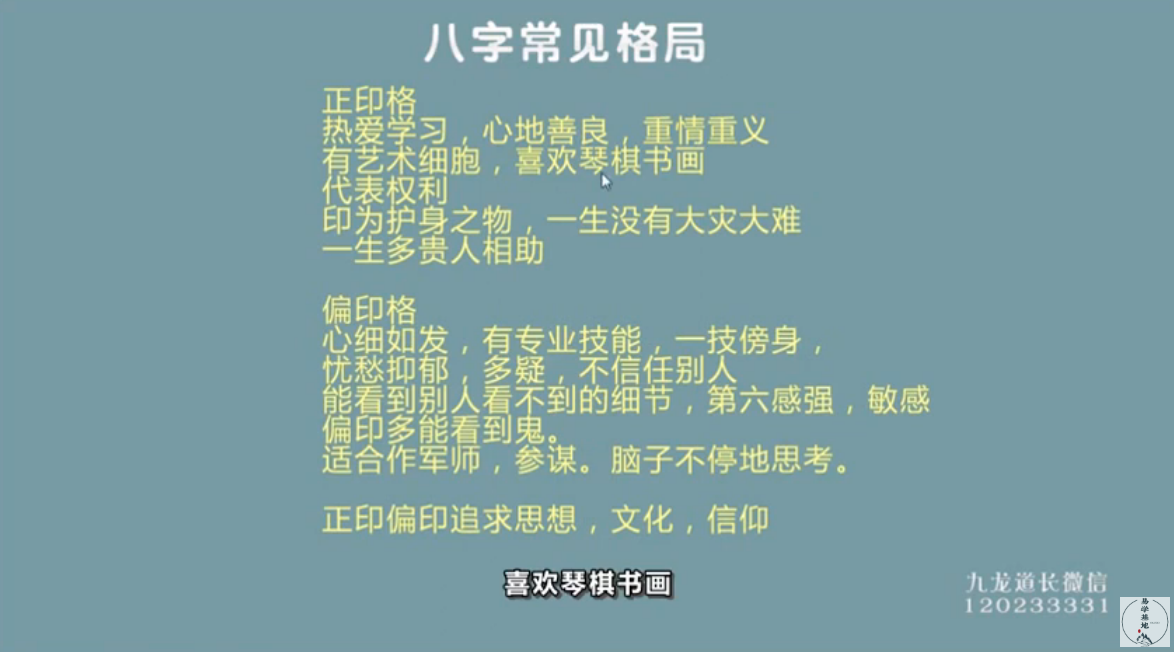 八字常见格局
正印格
热爱学习，心地善良，重情重义
有艺术细胞，喜欢琴棋书画
代表权利
印为护身之物，一生没有大灾大难
一生多贵人相助
偏印格
心细如发，有专业技能，一技傍身，
忧愁抑郁，多疑，不信任别人
能看到别人看不到的细节，第六感强，敏感
偏印多能看到鬼。
适合作军师，参谋。脑子不停地思考。
正印偏印追求思想，文化，信仰
喜欢琴棋书画
九龙道长微信
120233331
易学基地